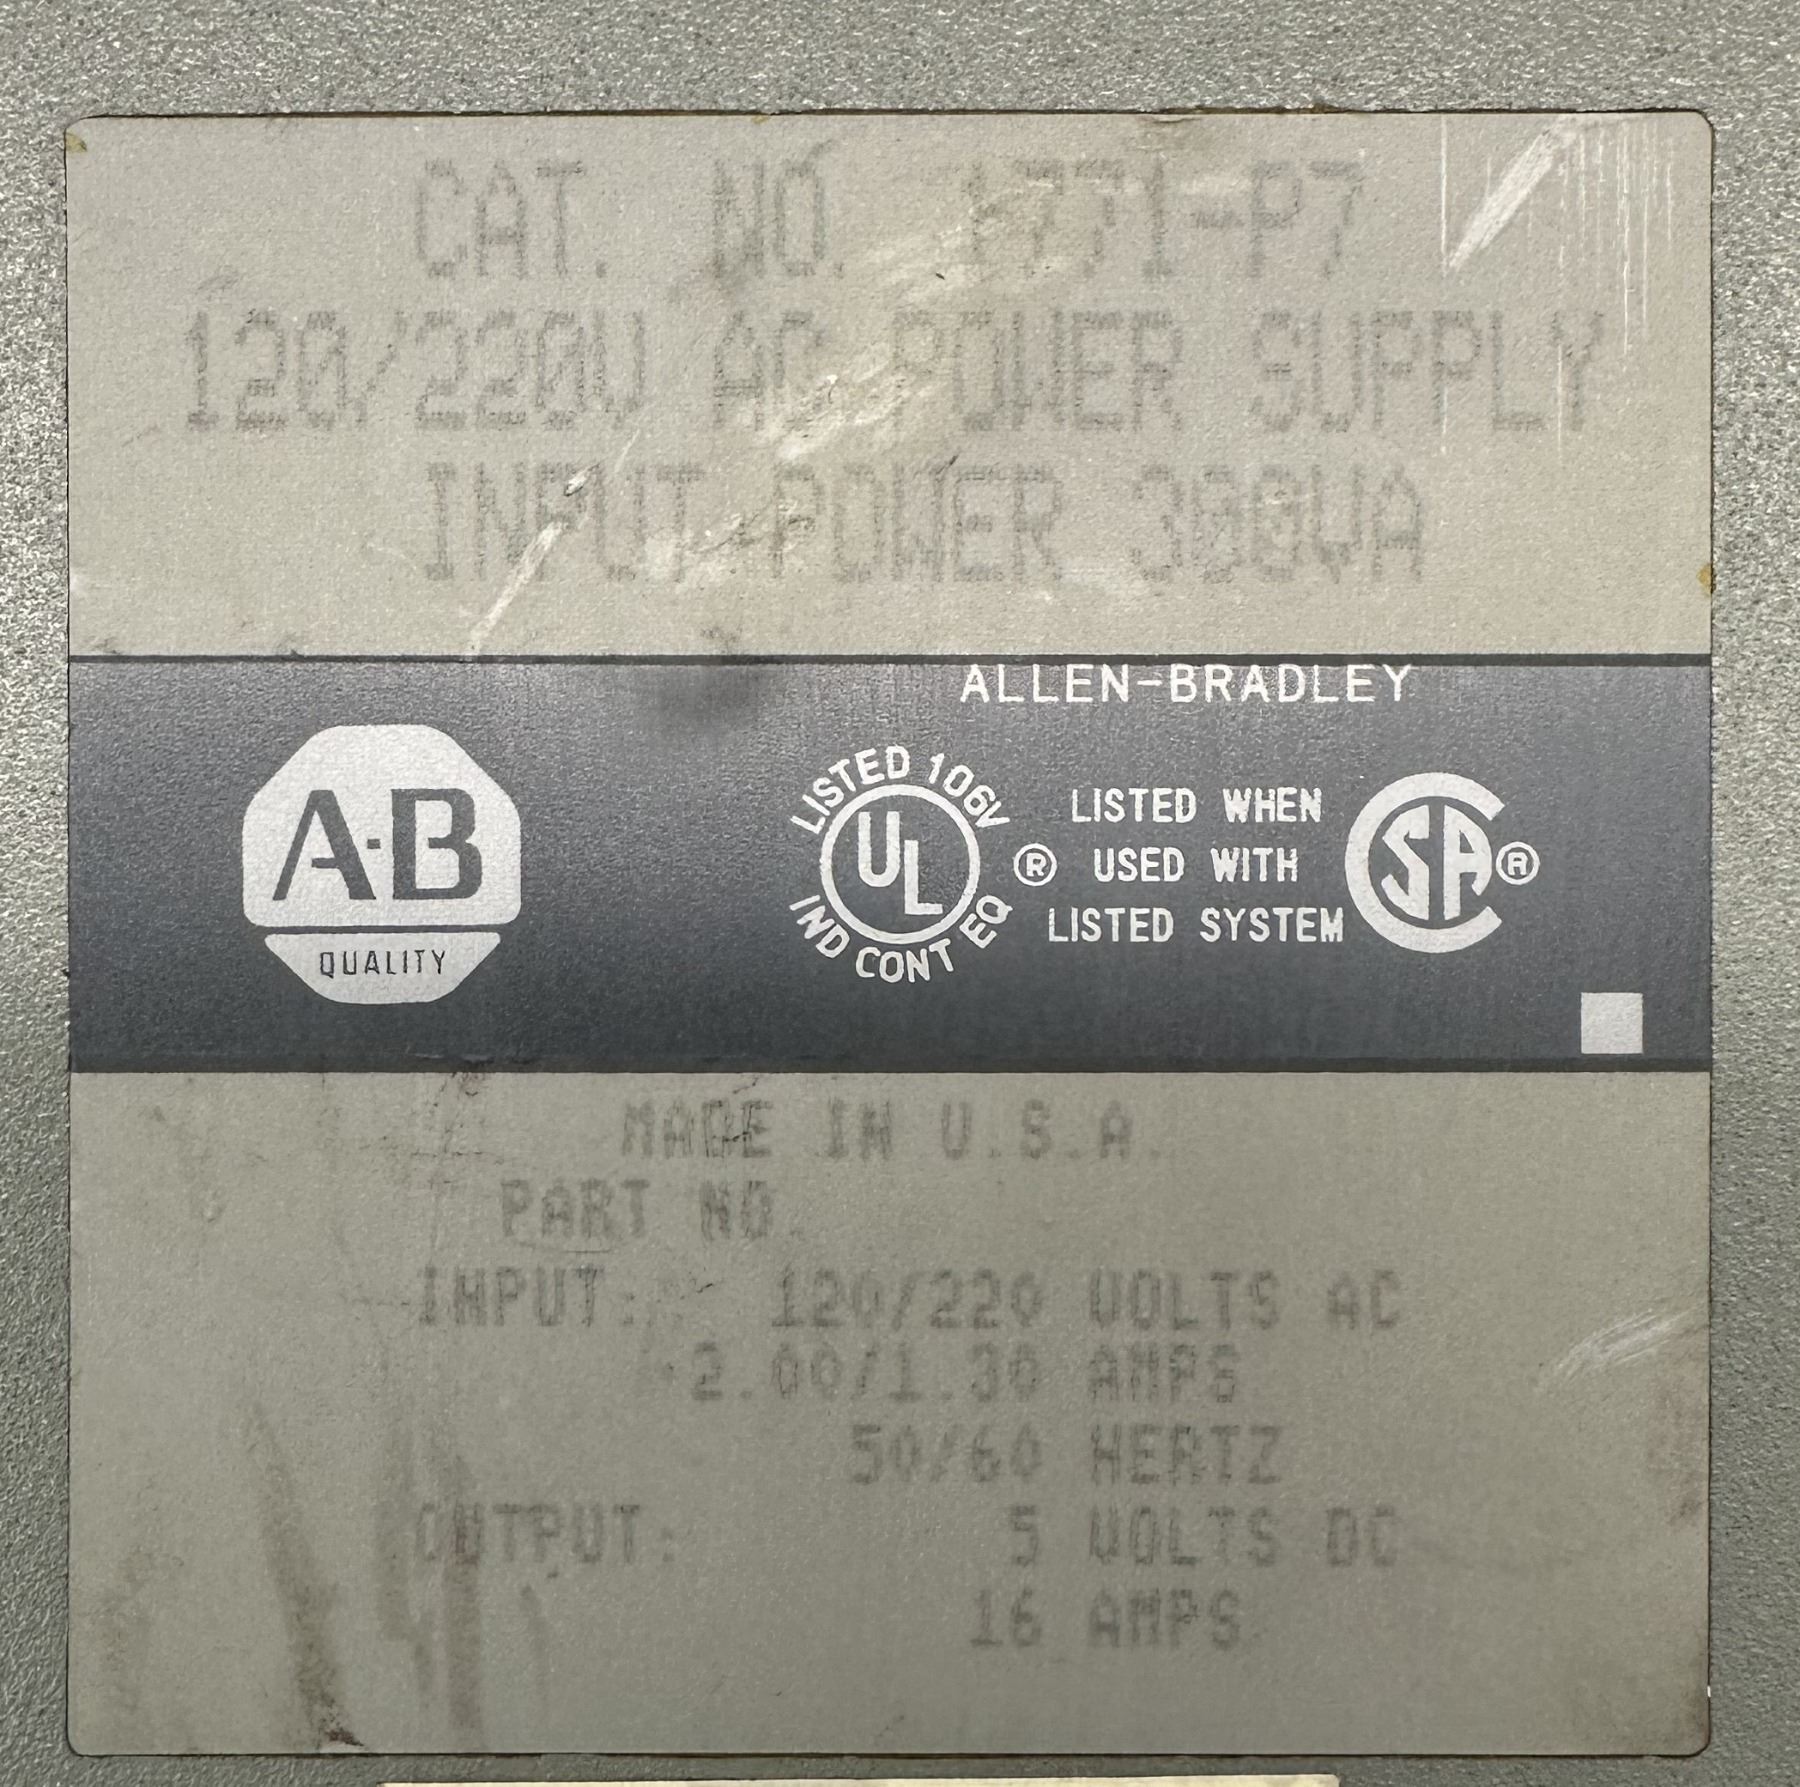 CAT. NO. 1771-P7
120/220V AC POWER SUPPLY
INPUT POWER 300VA
ALLEN-BRADLEY
A·B
QUALITY
LISTED 106V
UL ®
IND CONT EQ
LISTED WHEN
USED WITH
LISTED SYSTEM
CSA ®
MADE IN U.S.A.
PART NO.
INPUT: 120/220 VOLTS AC
2.00/1.30 AMPS
50/60 HERTZ
OUTPUT: 5 VOLTS DC
16 AMPS